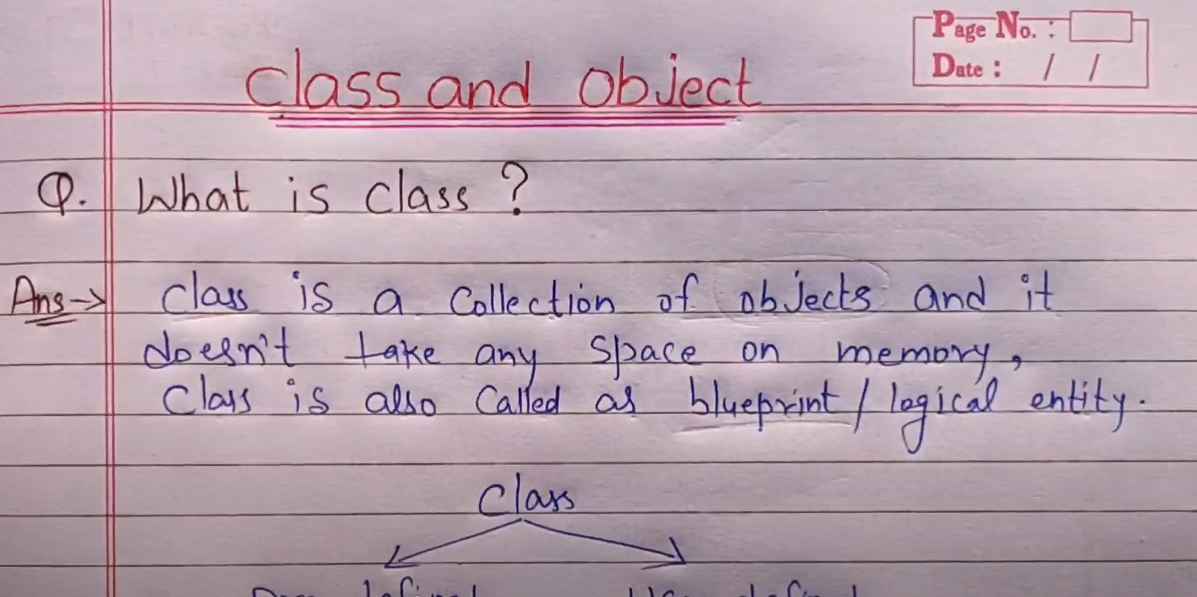 Page No. :
Date : / /
Class and Object
Q. What is class ?
Ans→ Class is a Collection of objects and it
doesn't take any space on memory,
Class is also Called as blueprint / logical entity.
Class